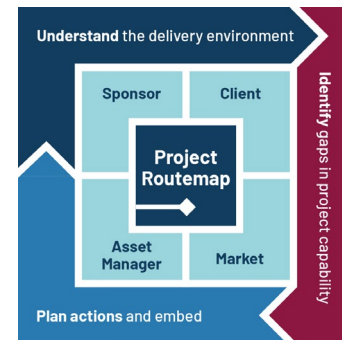 Understand the delivery environment
Identify gaps in project capability
Sponsor
Client
Project
Routemap
Asset
Manager
Market
Plan actions and embed